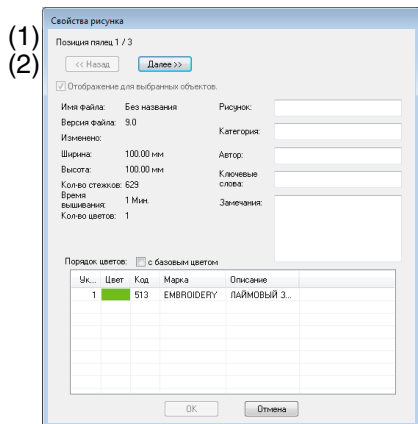 Свойства рисунка
(1) Позиция пялец 1 / 3
(2) << Назад Далее >>
Отображение для выбранных объектов.
Имя файла: Без названия Рисунок:
Версия файла: 9.0
Категория:
Изменено:
Ширина: 100.00 мм Автор:
Высота: 100.00 мм
Ключевые слова:
Кол-во стежков: 629
Время вышивания: 1 Мин. Замечания:
Кол-во цветов: 1
Порядок цветов: с базовым цветом
Ук... Цвет Код Марка Описание
1 513 EMBROIDERY ЛАЙМОВЫЙ З...
OK Отмена